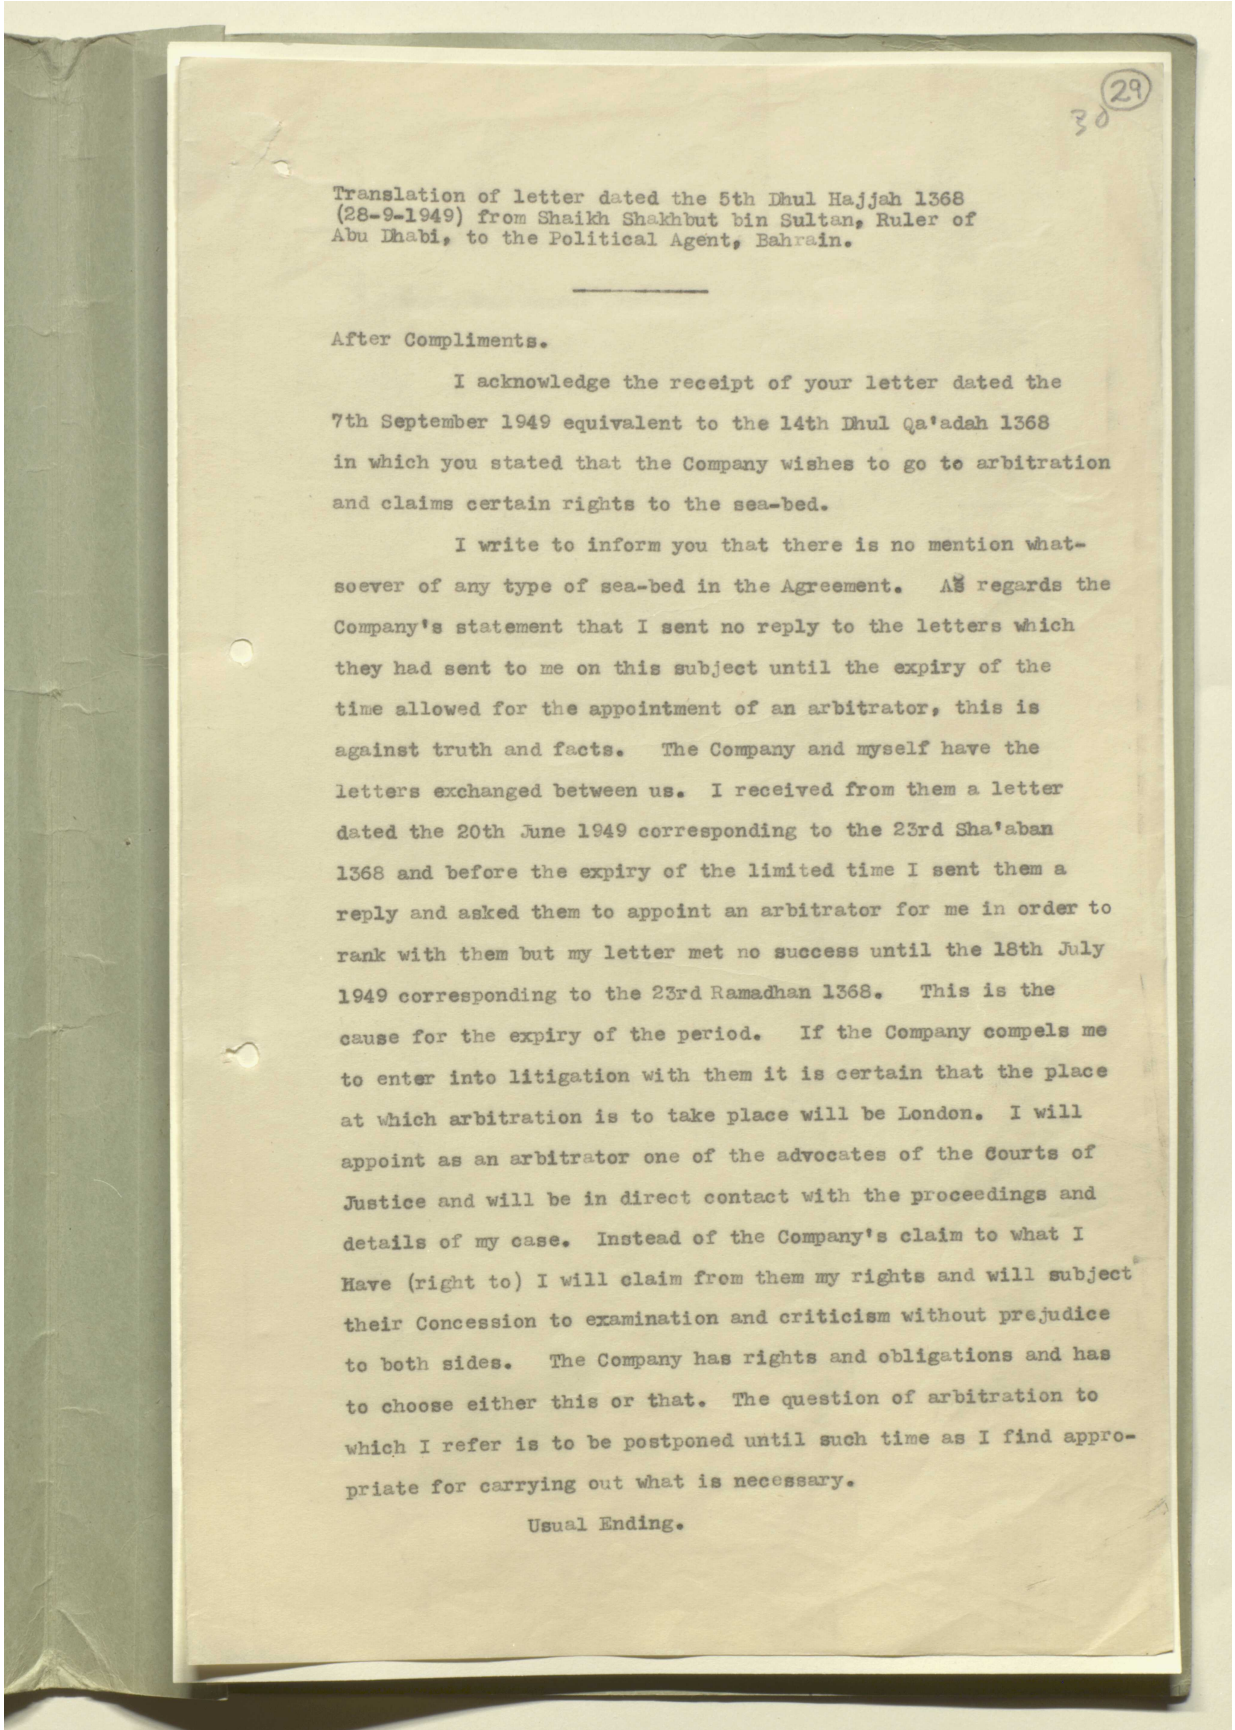 29
30
Translation of letter dated the 5th Dhul Hajjah 1368
(28-9-1949) from Shaikh Shakhbut bin Sultan, Ruler of
Abu Dhabi, to the Political Agent, Bahrain.
After Compliments.
I acknowledge the receipt of your letter dated the
7th September 1949 equivalent to the 14th Dhul Qa'adah 1368
in which you stated that the Company wishes to go to arbitration
and claims certain rights to the sea-bed.
I write to inform you that there is no mention what-
soever of any type of sea-bed in the Agreement. As regards the
Company's statement that I sent no reply to the letters which
they had sent to me on this subject until the expiry of the
time allowed for the appointment of an arbitrator, this is
against truth and facts. The Company and myself have the
letters exchanged between us. I received from them a letter
dated the 20th June 1949 corresponding to the 23rd Sha'aban
1368 and before the expiry of the limited time I sent them a
reply and asked them to appoint an arbitrator for me in order to
rank with them but my letter met no success until the 18th July
1949 corresponding to the 23rd Ramadhan 1368. This is the
cause for the expiry of the period. If the Company compels me
to enter into litigation with them it is certain that the place
at which arbitration is to take place will be London. I will
appoint as an arbitrator one of the advocates of the Courts of
Justice and will be in direct contact with the proceedings and
details of my case. Instead of the Company's claim to what I
Have (right to) I will claim from them my rights and will subject
their Concession to examination and criticism without prejudice
to both sides. The Company has rights and obligations and has
to choose either this or that. The question of arbitration to
which I refer is to be postponed until such time as I find appro-
priate for carrying out what is necessary.
Usual Ending.